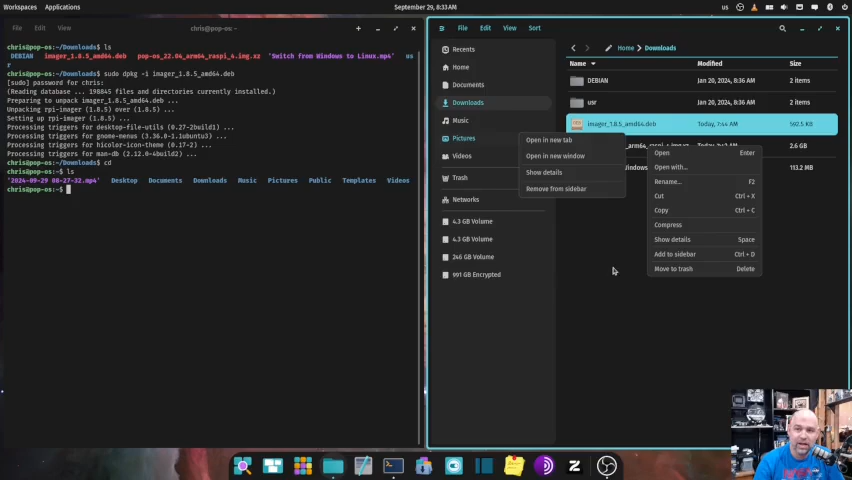 Workspaces Applications September 29, 8:33 AM us
File Edit View chris@pop-os:~
chris@pop-os:~/Downloads$ ls
DEBIAN imager_1.8.5_amd64.deb pop-os_22.04_arm64_raspi_4.img.xz 'Switch from Windows to Linux.mp4' us
r
chris@pop-os:~/Downloads$ sudo dpkg -i imager_1.8.5_amd64.deb
[sudo] password for chris:
(Reading database ... 198845 files and directories currently installed.)
Preparing to unpack imager_1.8.5_amd64.deb ...
Unpacking rpi-imager (1.8.5) over (1.8.5) ...
Setting up rpi-imager (1.8.5) ...
Processing triggers for desktop-file-utils (0.27-2build1) ...
Processing triggers for gnome-menus (3.36.0-1.1ubuntu3) ...
Processing triggers for hicolor-icon-theme (0.17-2) ...
Processing triggers for man-db (2.12.0-4build2) ...
chris@pop-os:~/Downloads$ cd
chris@pop-os:~$ ls
'2024-09-29 08-27-32.mp4' Desktop Documents Downloads Music Pictures Public Templates Videos
chris@pop-os:~$
File Edit View Sort
Recents
Home
Documents
Downloads
Music
Pictures
Videos
Trash
Networks
4.3 GB Volume
4.3 GB Volume
246 GB Volume
991 GB Encrypted
Home Downloads
Name Modified Size
DEBIAN Jan 20, 2024, 8:36 AM 2 items
usr Jan 20, 2024, 8:36 AM 2 items
imager_1.8.5_amd64.deb Today, 7:44 AM 592.5 KB
2.6 GB
Windows 113.2 MB
Open in new tab
Open in new window
Show details
Remove from sidebar
Open Enter
Open with...
Rename... F2
Cut Ctrl + X
Copy Ctrl + C
Compress
Show details Space
Add to sidebar Ctrl + D
Move to trash Delete